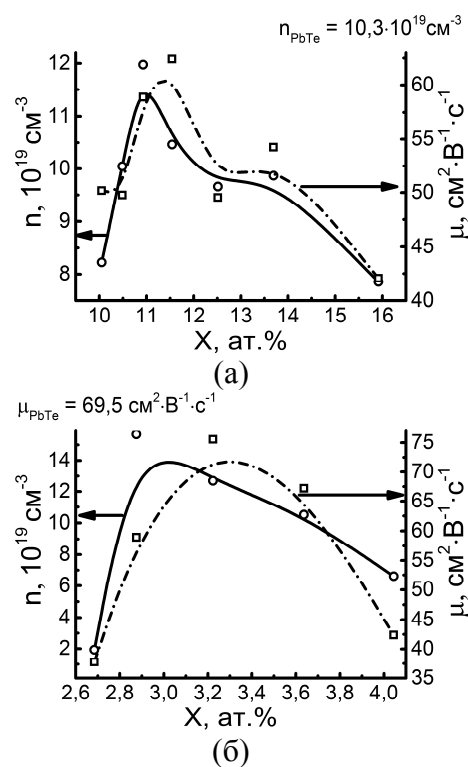 n_PbTe = 10,3·10^19 см^-3
12
11
10
9
8
n, 10^19 см^-3
60
55
50
45
40
μ, см^2·В^-1·с^-1
10 11 12 13 14 15 16
X, ат.%
(а)
μ_PbTe = 69,5 см^2·В^-1·с^-1
14
12
10
8
6
4
2
n, 10^19 см^-3
75
70
65
60
55
50
45
40
35
μ, см^2·В^-1·с^-1
2,6 2,8 3,0 3,2 3,4 3,6 3,8 4,0
X, ат.%
(б)